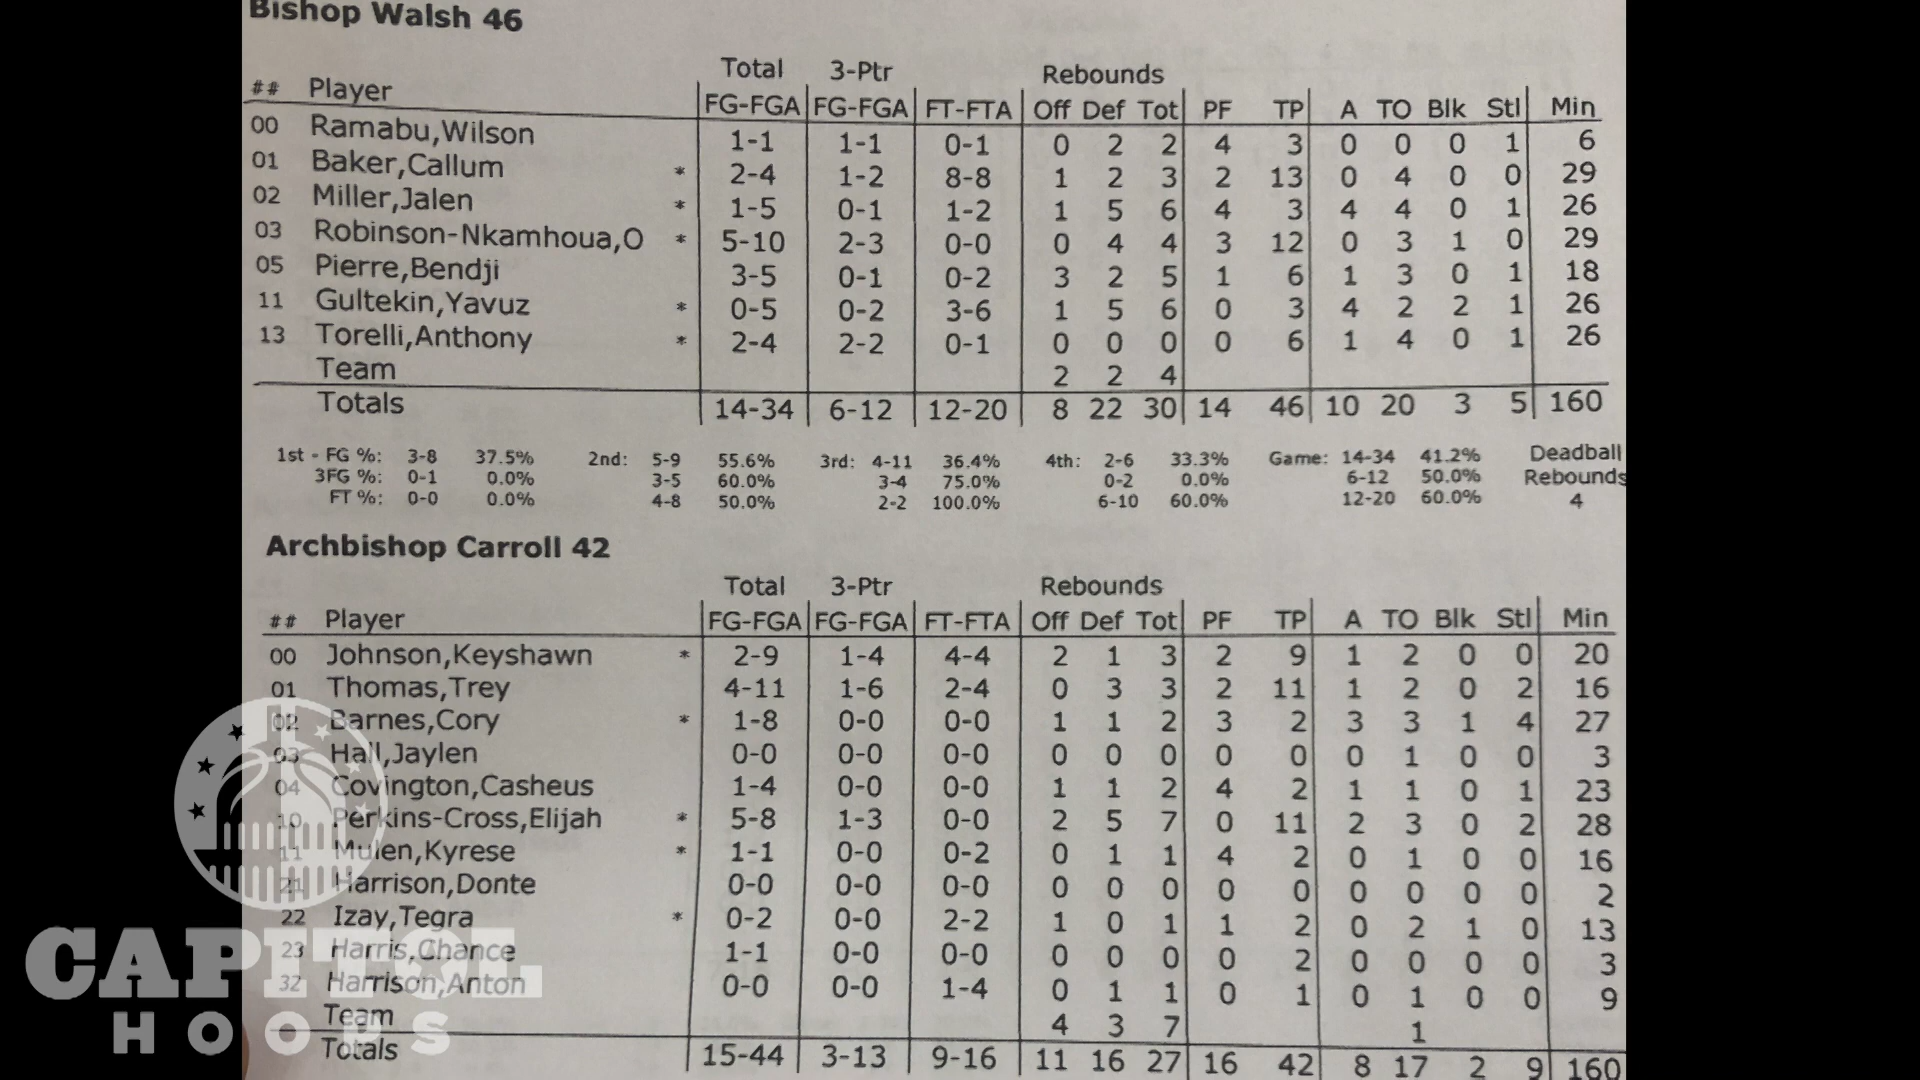 Bishop Walsh 46
Total 3-Ptr Rebounds
## Player FG-FGA FG-FGA FT-FTA Off Def Tot PF TP A TO Blk Stl Min
00 Ramabu,Wilson 1-1 1-1 0-1 0 2 2 4 3 0 0 0 1 6
01 Baker,Callum * 2-4 1-2 8-8 1 2 3 2 13 0 4 0 0 29
02 Miller,Jalen * 1-5 0-1 1-2 1 5 6 4 3 4 4 0 1 26
03 Robinson-Nkamhoua,O * 5-10 2-3 0-0 0 4 4 3 12 0 3 1 0 29
05 Pierre,Bendji 3-5 0-1 0-2 3 2 5 1 6 1 3 0 1 18
11 Gultekin,Yavuz * 0-5 0-2 3-6 1 5 6 0 3 4 2 2 1 26
13 Torelli,Anthony * 2-4 2-2 0-1 0 0 0 0 6 1 4 0 1 26
Team 2 2 4
Totals 14-34 6-12 12-20 8 22 30 14 46 10 20 3 5 160
1st - FG %: 3-8 37.5% 2nd: 5-9 55.6% 3rd: 4-11 36.4% 4th: 2-6 33.3% Game: 14-34 41.2% Deadball
3FG %: 0-1 0.0% 3-5 60.0% 3-4 75.0% 0-2 0.0% 6-12 50.0% Rebounds
FT %: 0-0 0.0% 4-8 50.0% 2-2 100.0% 6-10 60.0% 12-20 60.0% 4
Archbishop Carroll 42
Total 3-Ptr Rebounds
## Player FG-FGA FG-FGA FT-FTA Off Def Tot PF TP A TO Blk Stl Min
00 Johnson,Keyshawn * 2-9 1-4 4-4 2 1 3 2 9 1 2 0 0 20
01 Thomas,Trey 4-11 1-6 2-4 0 3 3 2 11 1 2 0 2 16
02 Barnes,Cory * 1-8 0-0 0-0 1 1 2 3 2 3 3 1 4 27
03 Hall,Jaylen 0-0 0-0 0-0 0 0 0 0 0 0 1 0 0 3
04 Covington,Casheus 1-4 0-0 0-0 1 1 2 4 2 1 1 0 1 23
10 Perkins-Cross,Elijah * 5-8 1-3 0-0 2 5 7 0 11 2 3 0 2 28
11 Mulen,Kyrese * 1-1 0-0 0-2 0 1 1 4 2 0 1 0 0 16
21 Harrison,Donte 0-0 0-0 0-0 0 0 0 0 0 0 0 0 0 2
22 Izay,Tegra * 0-2 0-0 2-2 1 0 1 1 2 0 2 1 0 13
23 Harris,Chance 1-1 0-0 0-0 0 0 0 0 2 0 0 0 0 3
32 Harrison,Anton 0-0 0-0 1-4 0 1 1 0 1 0 1 0 0 9
Team 4 3 7 1
Totals 15-44 3-13 9-16 11 16 27 16 42 8 17 2 9 160
CAPITOL
HOOPS